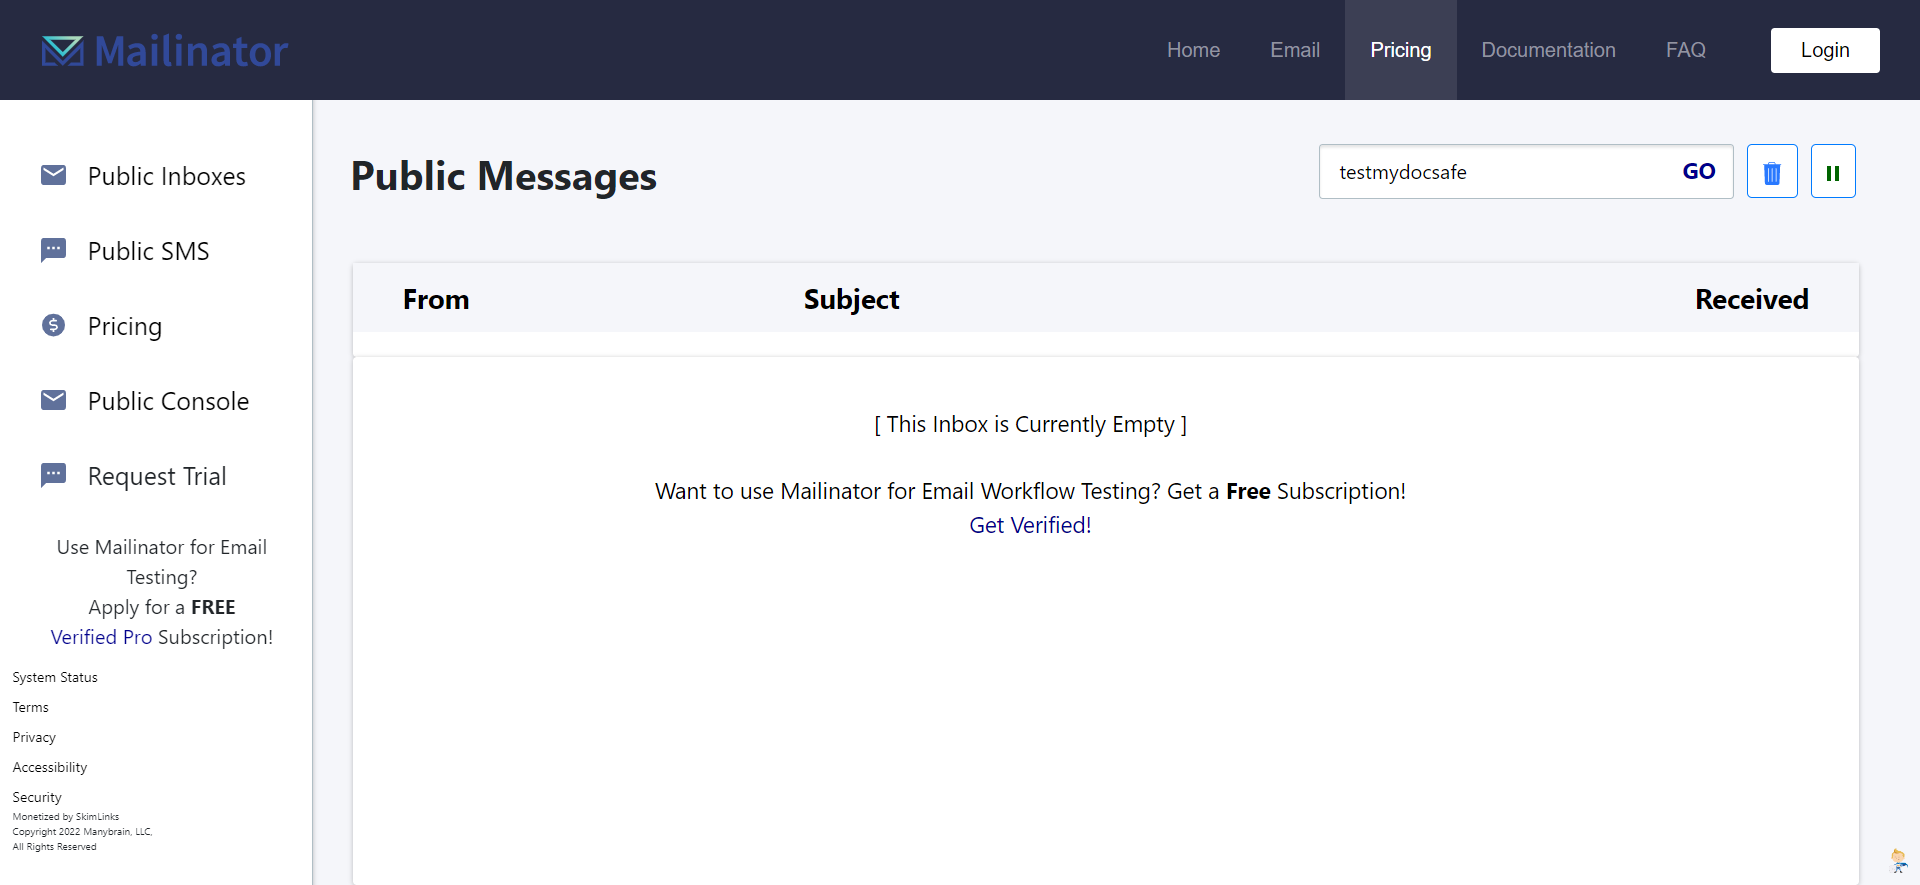 Mailinator
Home Email Pricing Documentation FAQ Login
Public Inboxes
Public SMS
Pricing
Public Console
Request Trial
Use Mailinator for Email
Testing?
Apply for a FREE
Verified Pro Subscription!
System Status
Terms
Privacy
Accessibility
Security
Monetized by SkimLinks
Copyright 2022 Manybrain, LLC,
All Rights Reserved
Public Messages
testmydocsafe GO
From Subject Received
[ This Inbox is Currently Empty ]
Want to use Mailinator for Email Workflow Testing? Get a Free Subscription!
Get Verified!